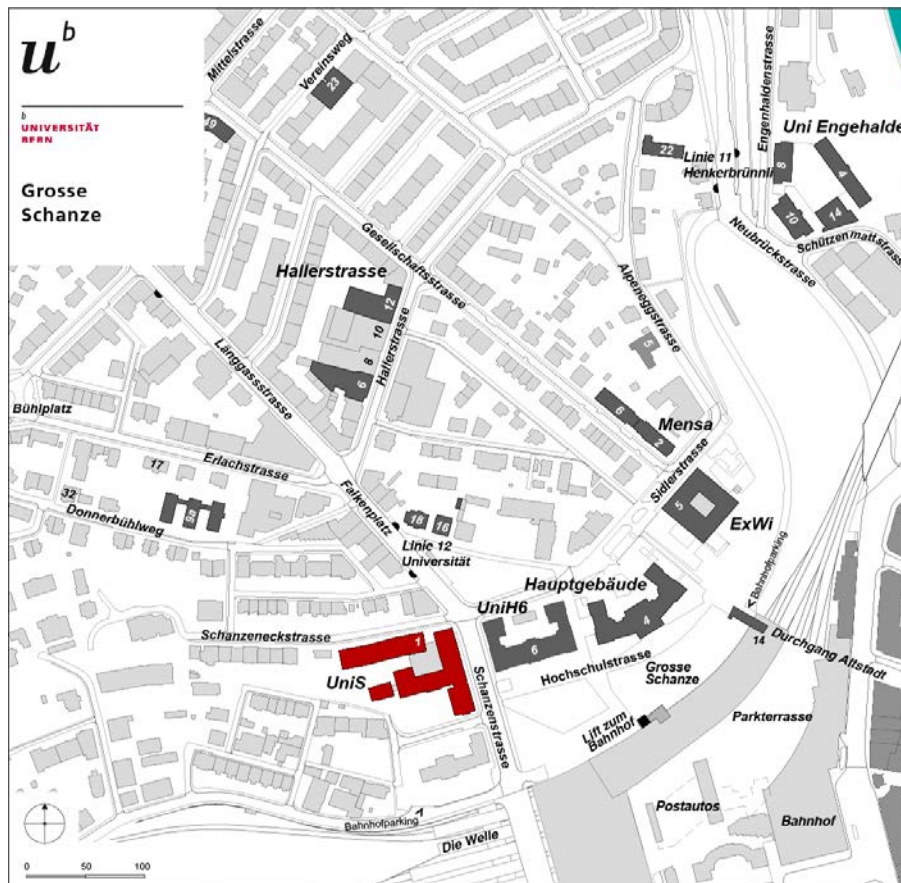 u^b
b
UNIVERSITÄT
BERN
Grosse
Schanze
Mittelstrasse
Vereinsweg
23
49
Engehaldenstrasse
Uni Engehalde
22
Linie 11
Henkerbrünnli
8
4
10
14
Neubrückstrasse
Schützenmattstrasse
Gesellschaftsstrasse
Hallerstrasse
12
10
8
6
Hallerstrasse
Alpeneggstrasse
5
Länggassstrasse
6
2
Mensa
Sidlerstrasse
Bühlplatz
Erlachstrasse
17
32
9a
Donnerbühlweg
Falkenplatz
16
16
Linie 12
Universität
5
ExWi
Bahnhofparking
Hauptgebäude
UniH6
4
6
14
Durchgang Altstadt
Schanzeneckstrasse
1
UniS
Schanzenstrasse
Hochschulstrasse
Grosse
Schanze
Lift zum
Bahnhof
Parkterrasse
Postautos
Bahnhof
Bahnhofparking
Die Welle
0 50 100